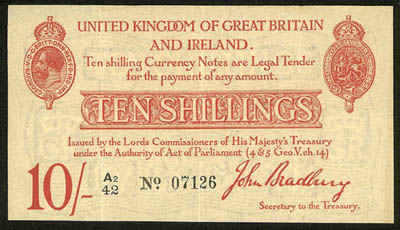 UNITED KINGDOM OF GREAT BRITAIN
AND IRELAND.
Ten shilling Currency Notes are Legal Tender
for the payment of any amount.
TEN SHILLINGS
Issued by the Lords Commissioners of His Majesty's Treasury
under the Authority of Act of Parliament (4 & 5 Geo.V.ch.14)
10/-
A2
42
No. 07126
John Bradbury
Secretary to the Treasury.